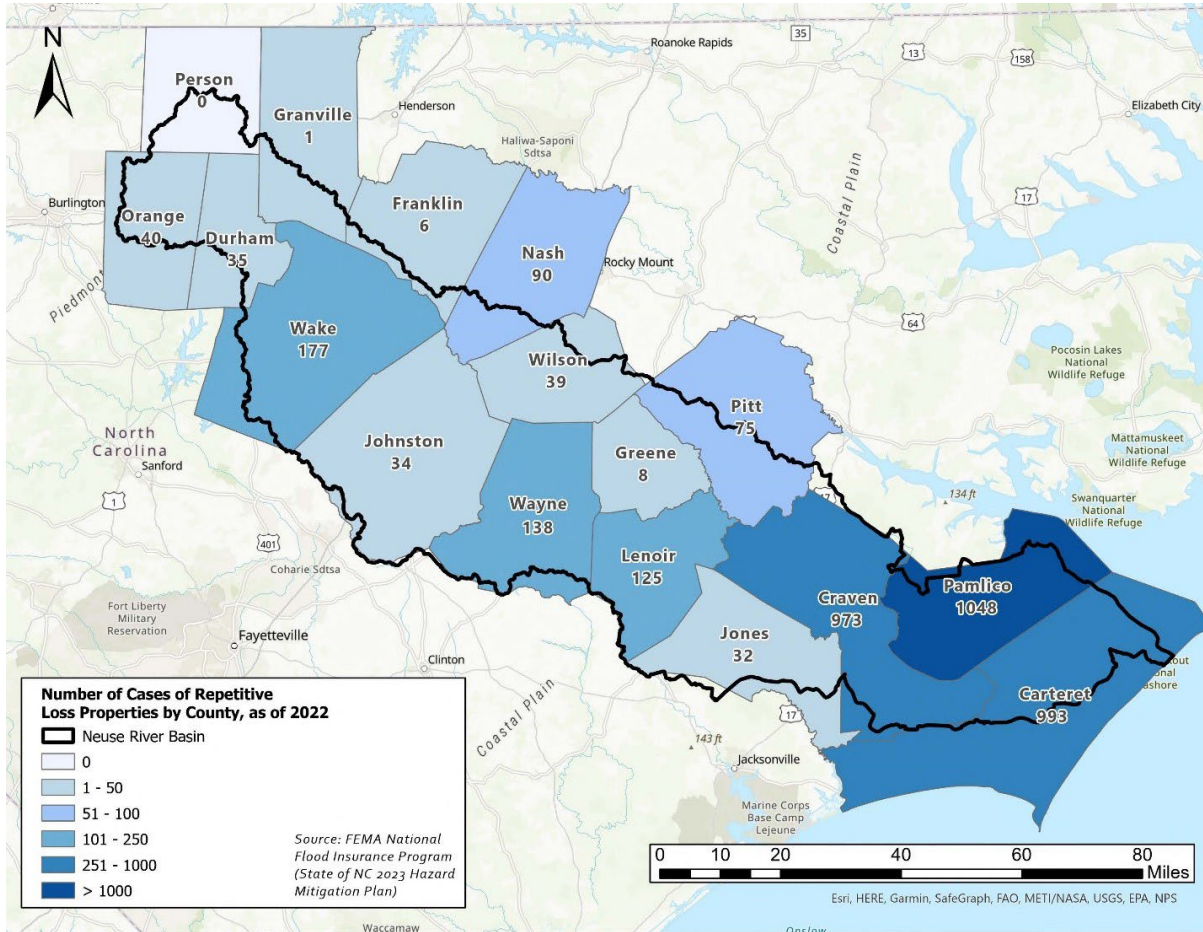 N
Roanoke Rapids
35
13
158
Person
0
Granville
1
Henderson
Elizabeth City
Haliwa-Saponi
Sdtsa
Coastal Plain
17
Burlington
Orange
40
Durham
35
Franklin
6
Nash
90
Rocky Mount
Piedmont
64
Wake
177
Wilson
39
Pocosin Lakes
National
Wildlife Refuge
Pitt
75
North
Carolina
Sanford
Johnston
34
Greene
8
Mattamuskeet
National
Wildlife Refuge
1
Wayne
138
134 ft
Swanquarter
National
Wildlife Refuge
401
Coharie Sdtsa
Lenoir
125
Pamlico
1048
Craven
973
Fort Liberty
Military
Reservation
Fayetteville
Jones
32
Clinton
Carteret
993
17
Coastal Plain
143 ft
Jacksonville
Marine Corps
Base Camp
Lejeune
Number of Cases of Repetitive
Loss Properties by County, as of 2022
Neuse River Basin
0
1 - 50
51 - 100
101 - 250
251 - 1000
> 1000
Source: FEMA National
Flood Insurance Program
(State of NC 2023 Hazard
Mitigation Plan)
0 10 20 40 60 80
Miles
Esri, HERE, Garmin, SafeGraph, FAO, METI/NASA, USGS, EPA, NPS
Waccamaw
Onslow